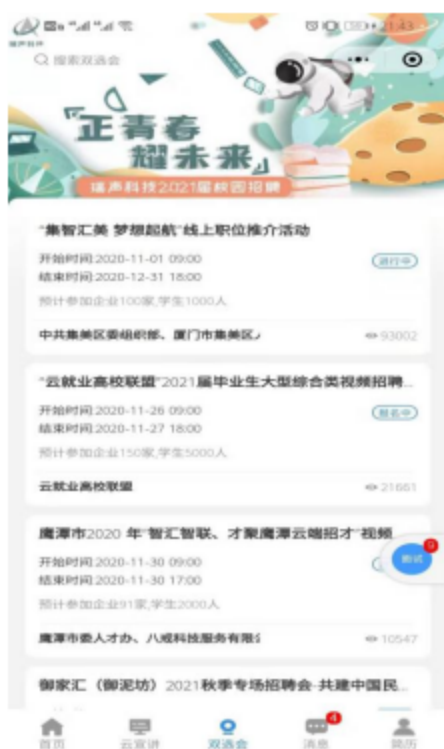 21:43
搜索双选会
『正青春
耀未来』
瑞声科技2021届校园招聘
"集智汇美 梦想起航"线上职位推介活动
开始时间:2020-11-01 09:00
进行中
结束时间:2020-12-31 18:00
预计参加企业100家,学生1000人
中共集美区委组织部、厦门市集美区
93002
"云就业高校联盟"2021届毕业生大型综合类视频招聘...
开始时间:2020-11-26 09:00
报名中
结束时间:2020-11-27 18:00
预计参加企业150家,学生5000人
云就业高校联盟
21661
鹰潭市2020 年"智汇智联、才聚鹰潭云端招才"视频
9
开始时间:2020-11-30 09:00
面试
结束时间:2020-11-30 17:00
预计参加企业91家,学生2000人
鹰潭市委人才办、八戒科技服务有限
10547
御家汇（御泥坊）2021秋季专场招聘会 共建中国民...
4
首页 云宣讲 双选会 消息 简历